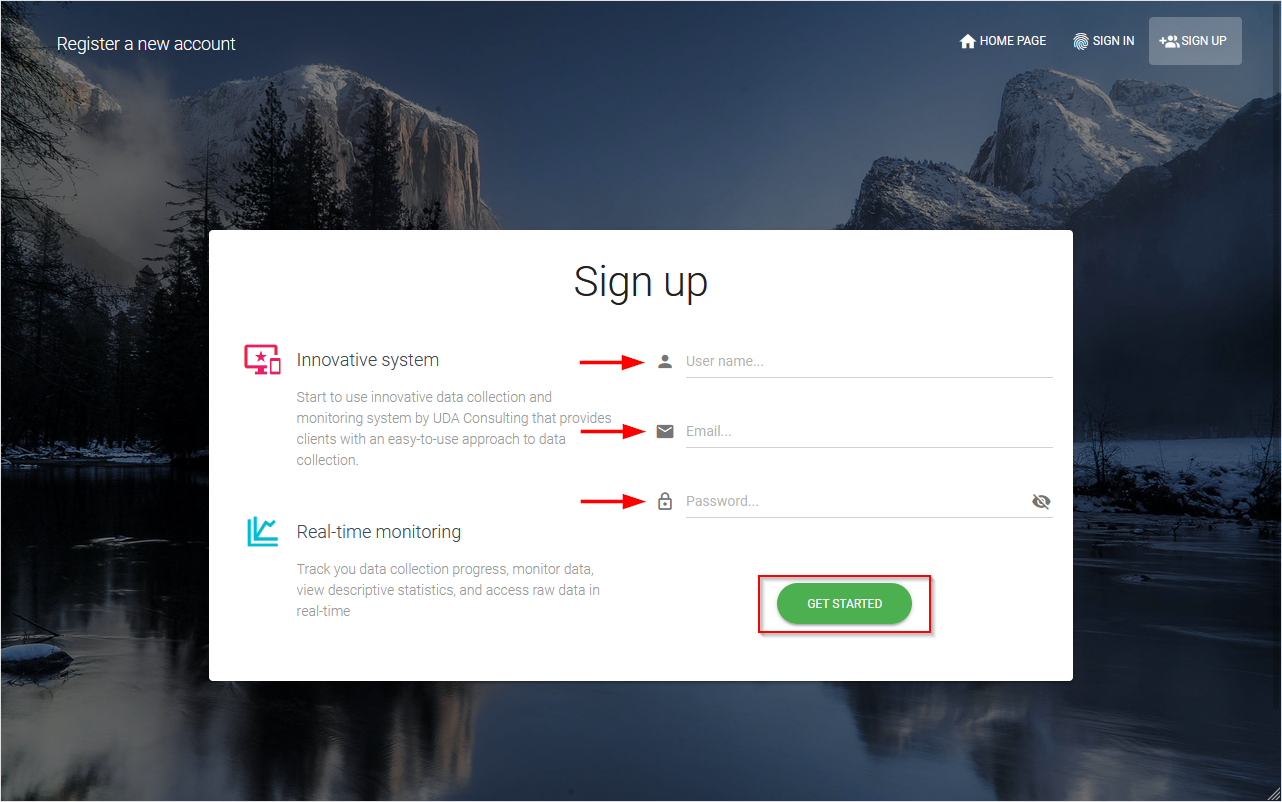 Register a new account
HOME PAGE
SIGN IN
SIGN UP
Sign up
Innovative system
Start to use innovative data collection and
monitoring system by UDA Consulting that provides
clients with an easy-to-use approach to data
collection.
Real-time monitoring
Track you data collection progress, monitor data,
view descriptive statistics, and access raw data in
real-time
User name...
Email...
Password...
GET STARTED